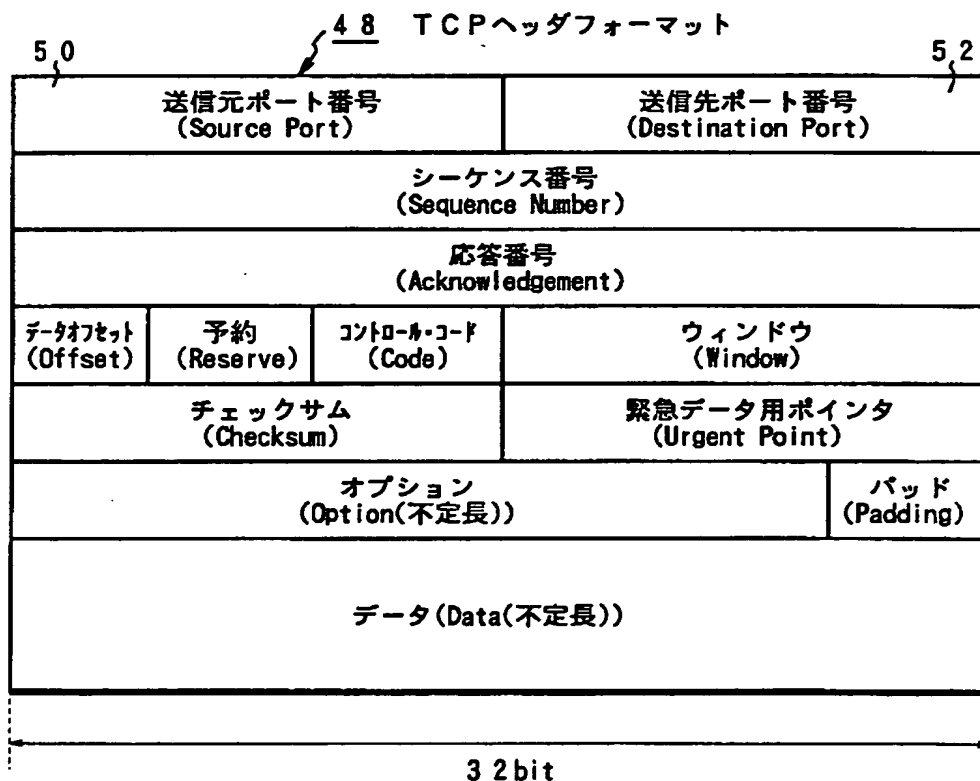 48 TCPヘッダフォーマット
50
52
送信元ポート番号
(Source Port)
送信先ポート番号
(Destination Port)
シーケンス番号
(Sequence Number)
応答番号
(Acknowledgement)
データオフセット
(Offset)
予約
(Reserve)
コントロール・コード
(Code)
ウィンドウ
(Window)
チェックサム
(Checksum)
緊急データ用ポインタ
(Urgent Point)
オプション
(Option(不定長))
パッド
(Padding)
データ(Data(不定長))
32bit